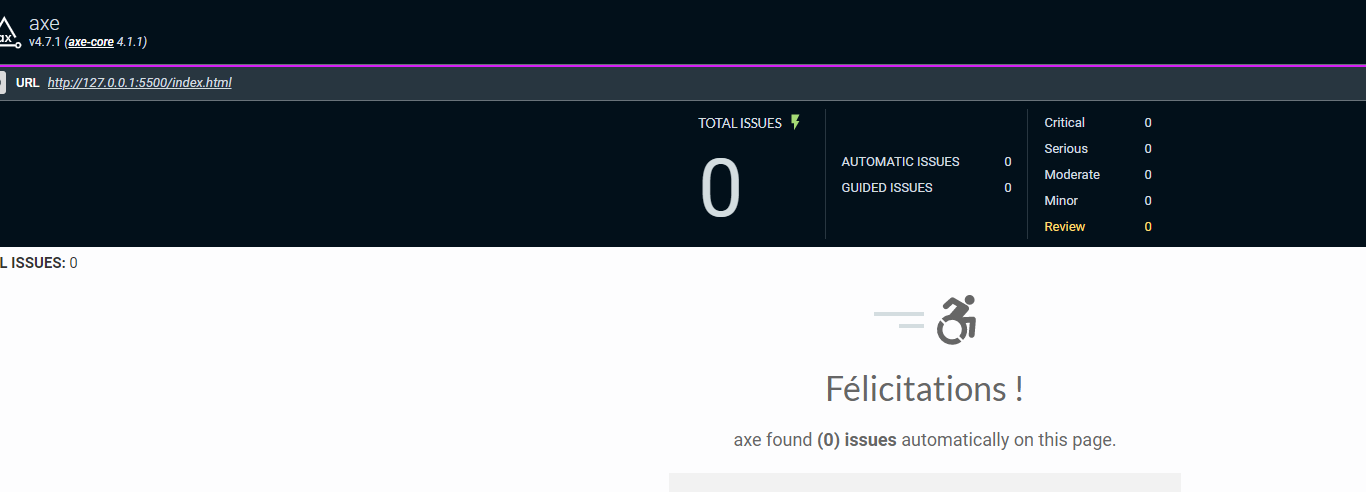 axe
v4.7.1 (axe-core 4.1.1)
URL http://127.0.0.1:5500/index.html
TOTAL ISSUES
0
AUTOMATIC ISSUES 0
GUIDED ISSUES 0
Critical 0
Serious 0
Moderate 0
Minor 0
Review 0
L ISSUES: 0
Félicitations !
axe found (0) issues automatically on this page.